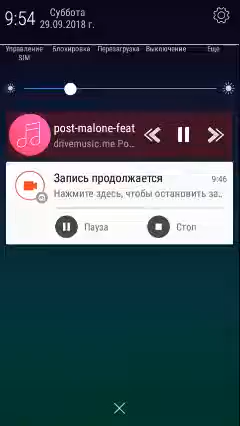 9:54
Суббота
29.09.2018 г.
Управление SIM
Блокировка
Перезагрузка
Выключение
Еще
post-malone-feat
drivemusic.me Po...
Запись продолжается
9:46
Нажмите здесь, чтобы остановить за..
Пауза
Стоп